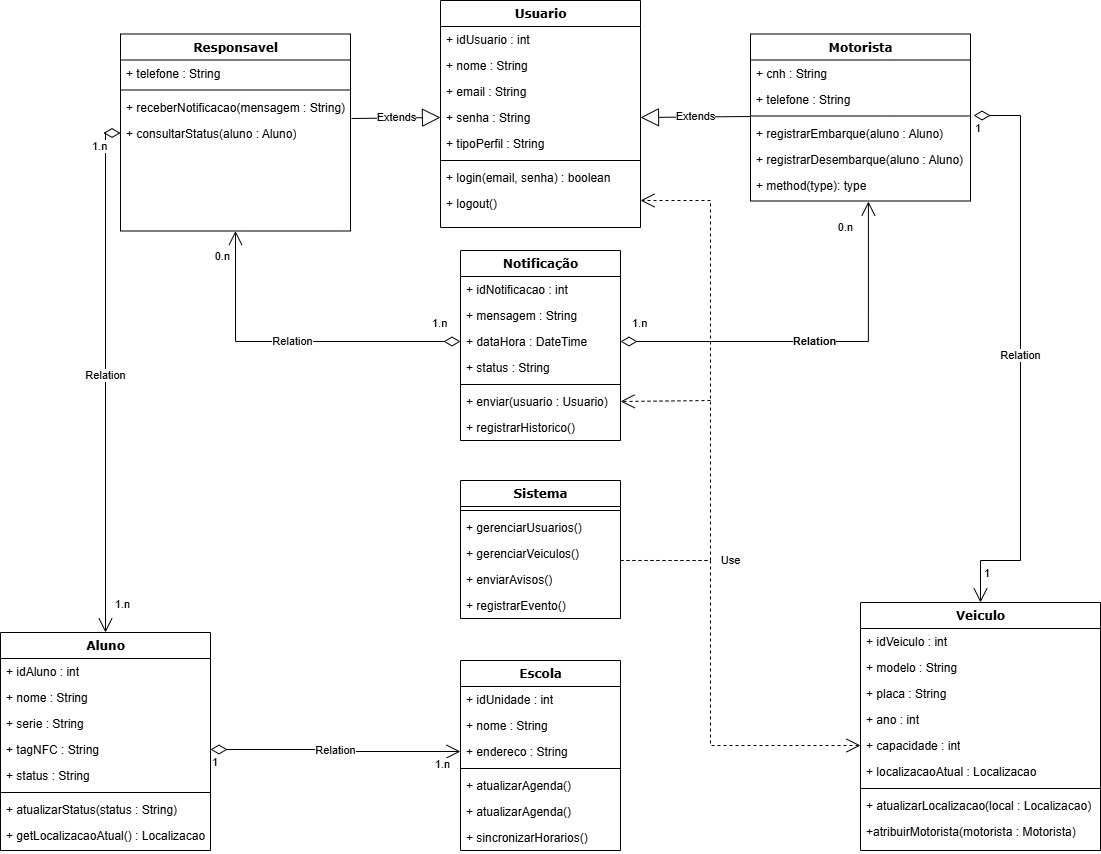 Usuario
+ idUsuario : int
+ nome : String
+ email : String
+ senha : String
+ tipoPerfil : String
+ login(email, senha) : boolean
+ logout()
Responsavel
+ telefone : String
+ receberNotificacao(mensagem : String)
+ consultarStatus(aluno : Aluno)
Extends
Motorista
+ cnh : String
+ telefone : String
+ registrarEmbarque(aluno : Aluno)
+ registrarDesembarque(aluno : Aluno)
+ method(type): type
Extends
1.n
1
0.n
0.n
Notificação
+ idNotificacao : int
+ mensagem : String
+ dataHora : DateTime
+ status : String
+ enviar(usuario : Usuario)
+ registrarHistorico()
1.n
1.n
Relation
Relation
Relation
Relation
Sistema
+ gerenciarUsuarios()
+ gerenciarVeiculos()
+ enviarAvisos()
+ registrarEvento()
Use
1.n
1
Aluno
+ idAluno : int
+ nome : String
+ serie : String
+ tagNFC : String
+ status : String
+ atualizarStatus(status : String)
+ getLocalizacaoAtual() : Localizacao
1
Relation
1.n
Escola
+ idUnidade : int
+ nome : String
+ endereco : String
+ atualizarAgenda()
+ atualizarAgenda()
+ sincronizarHorarios()
Veiculo
+ idVeiculo : int
+ modelo : String
+ placa : String
+ ano : int
+ capacidade : int
+ localizacaoAtual : Localizacao
+ atualizarLocalizacao(local : Localizacao)
+atribuirMotorista(motorista : Motorista)